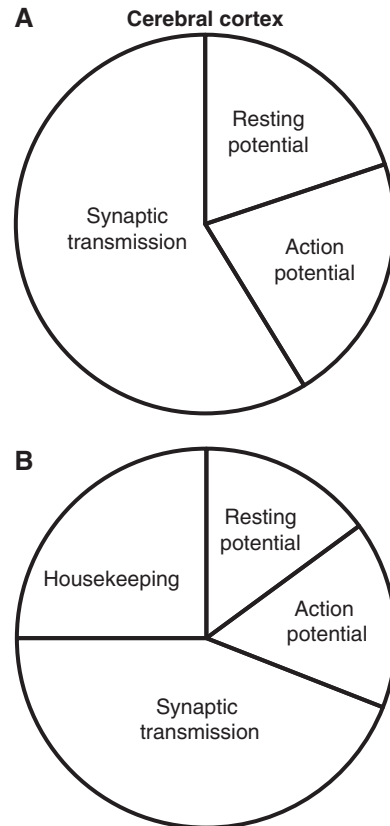 A
Cerebral cortex
Resting
potential
Synaptic
transmission
Action
potential
B
Resting
potential
Housekeeping
Action
potential
Synaptic
transmission